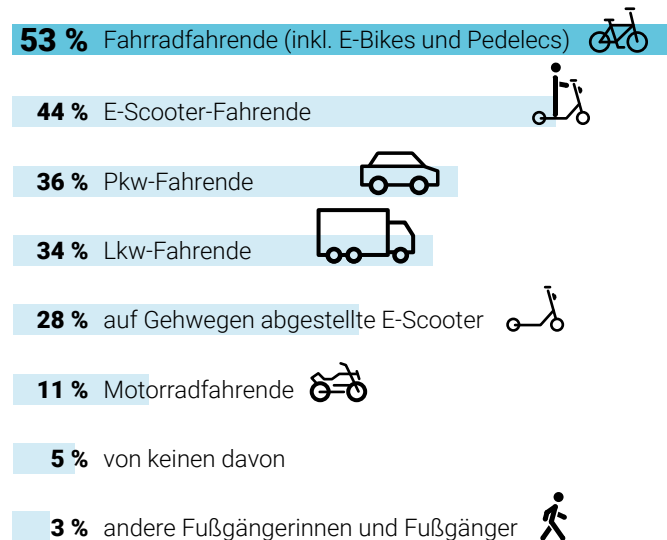 53 % Fahrradfahrende (inkl. E-Bikes und Pedelecs)
44 % E-Scooter-Fahrende
36 % Pkw-Fahrende
34 % Lkw-Fahrende
28 % auf Gehwegen abgestellte E-Scooter
11 % Motorradfahrende
5 % von keinen davon
3 % andere Fußgängerinnen und Fußgänger